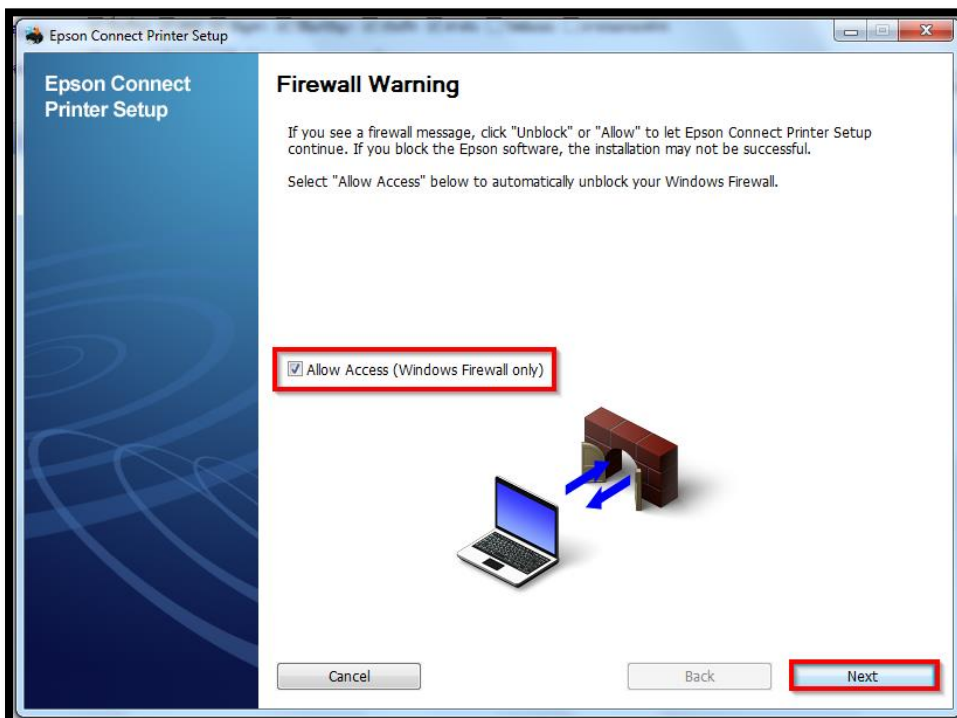 Epson Connect Printer Setup
Epson Connect
Printer Setup
Firewall Warning
If you see a firewall message, click "Unblock" or "Allow" to let Epson Connect Printer Setup
continue. If you block the Epson software, the installation may not be successful.
Select "Allow Access" below to automatically unblock your Windows Firewall.
Allow Access (Windows Firewall only)
Cancel
Back
Next